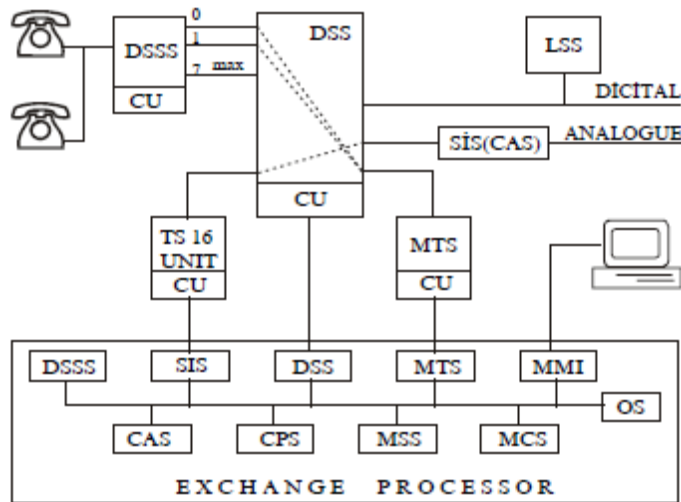 0
DSSS
1
7 max
CU
DSS
CU
LSS
DİCİTAL
SİS(CAS)
ANALOGUE
TS 16
UNIT
CU
MTS
CU
DSSS
SIS
DSS
MTS
MMI
OS
CAS
CPS
MSS
MCS
EXCHANGE PROCESSOR